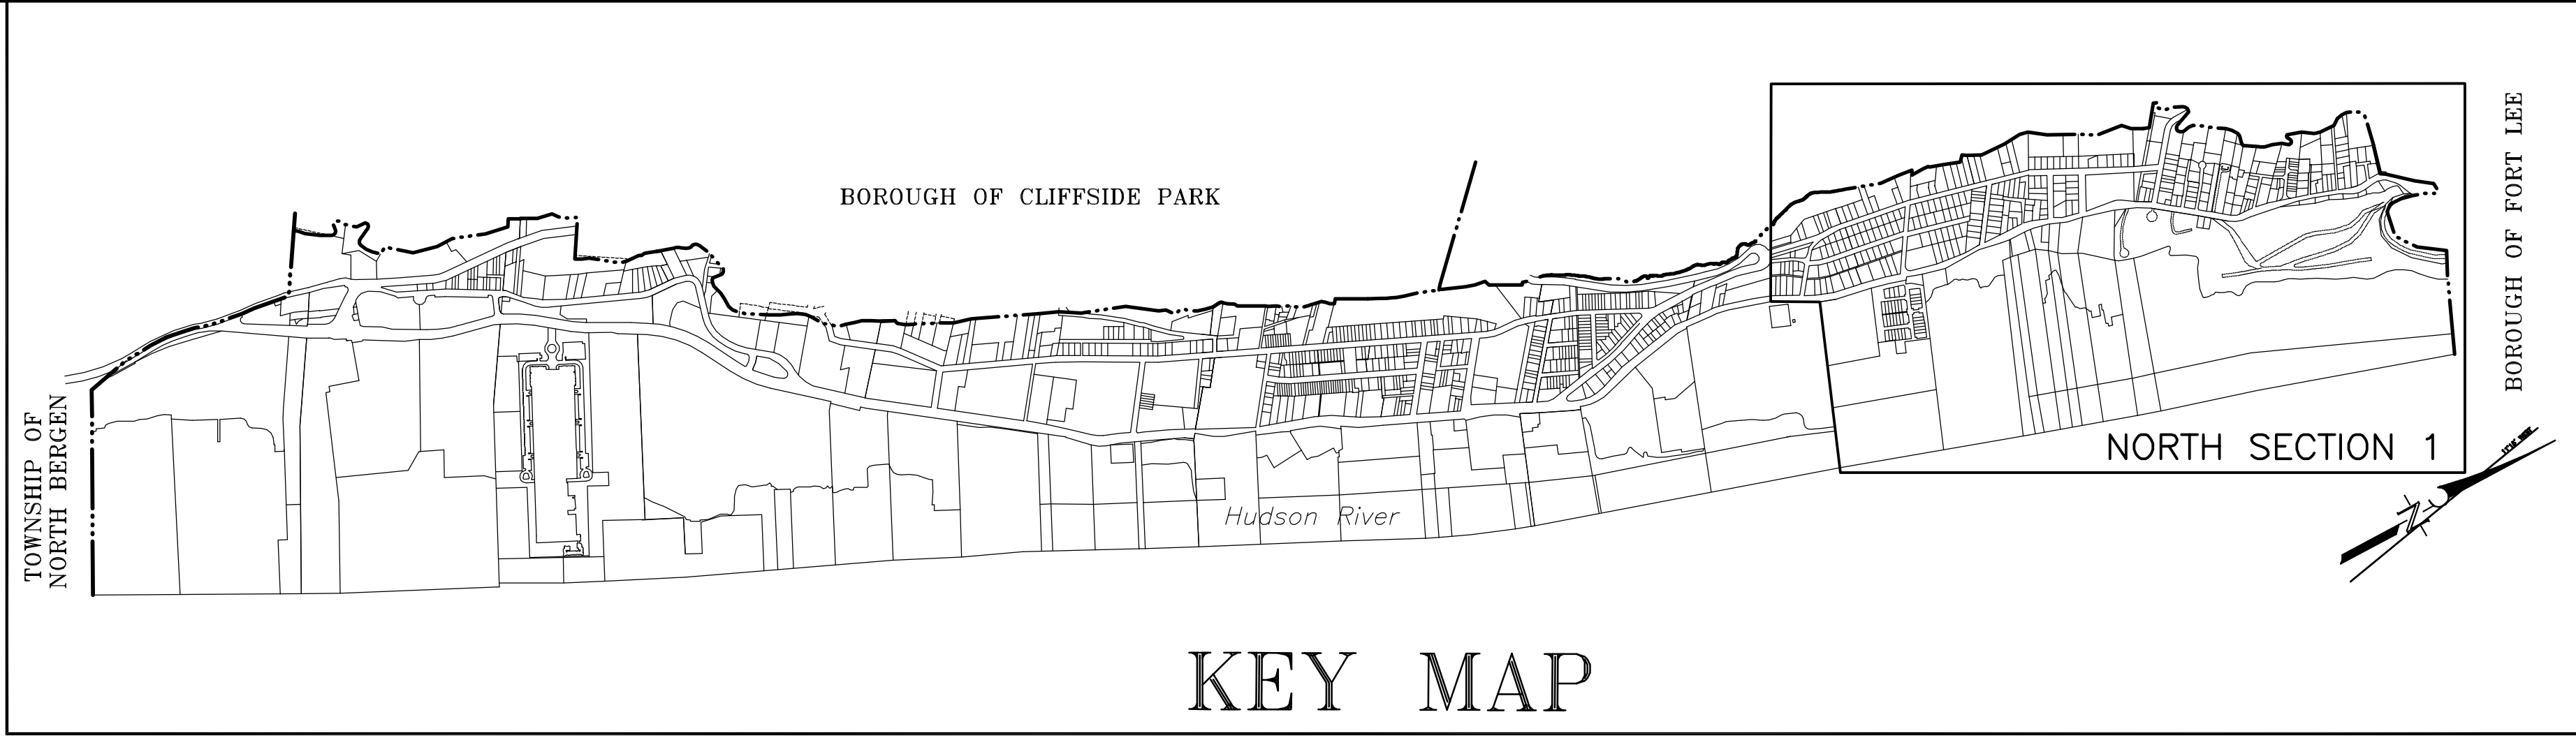 BOROUGH OF CLIFFSIDE PARK
BOROUGH OF FORT LEE
TOWNSHIP OF
NORTH BERGEN
NORTH SECTION 1
Hudson River
N
KEY MAP